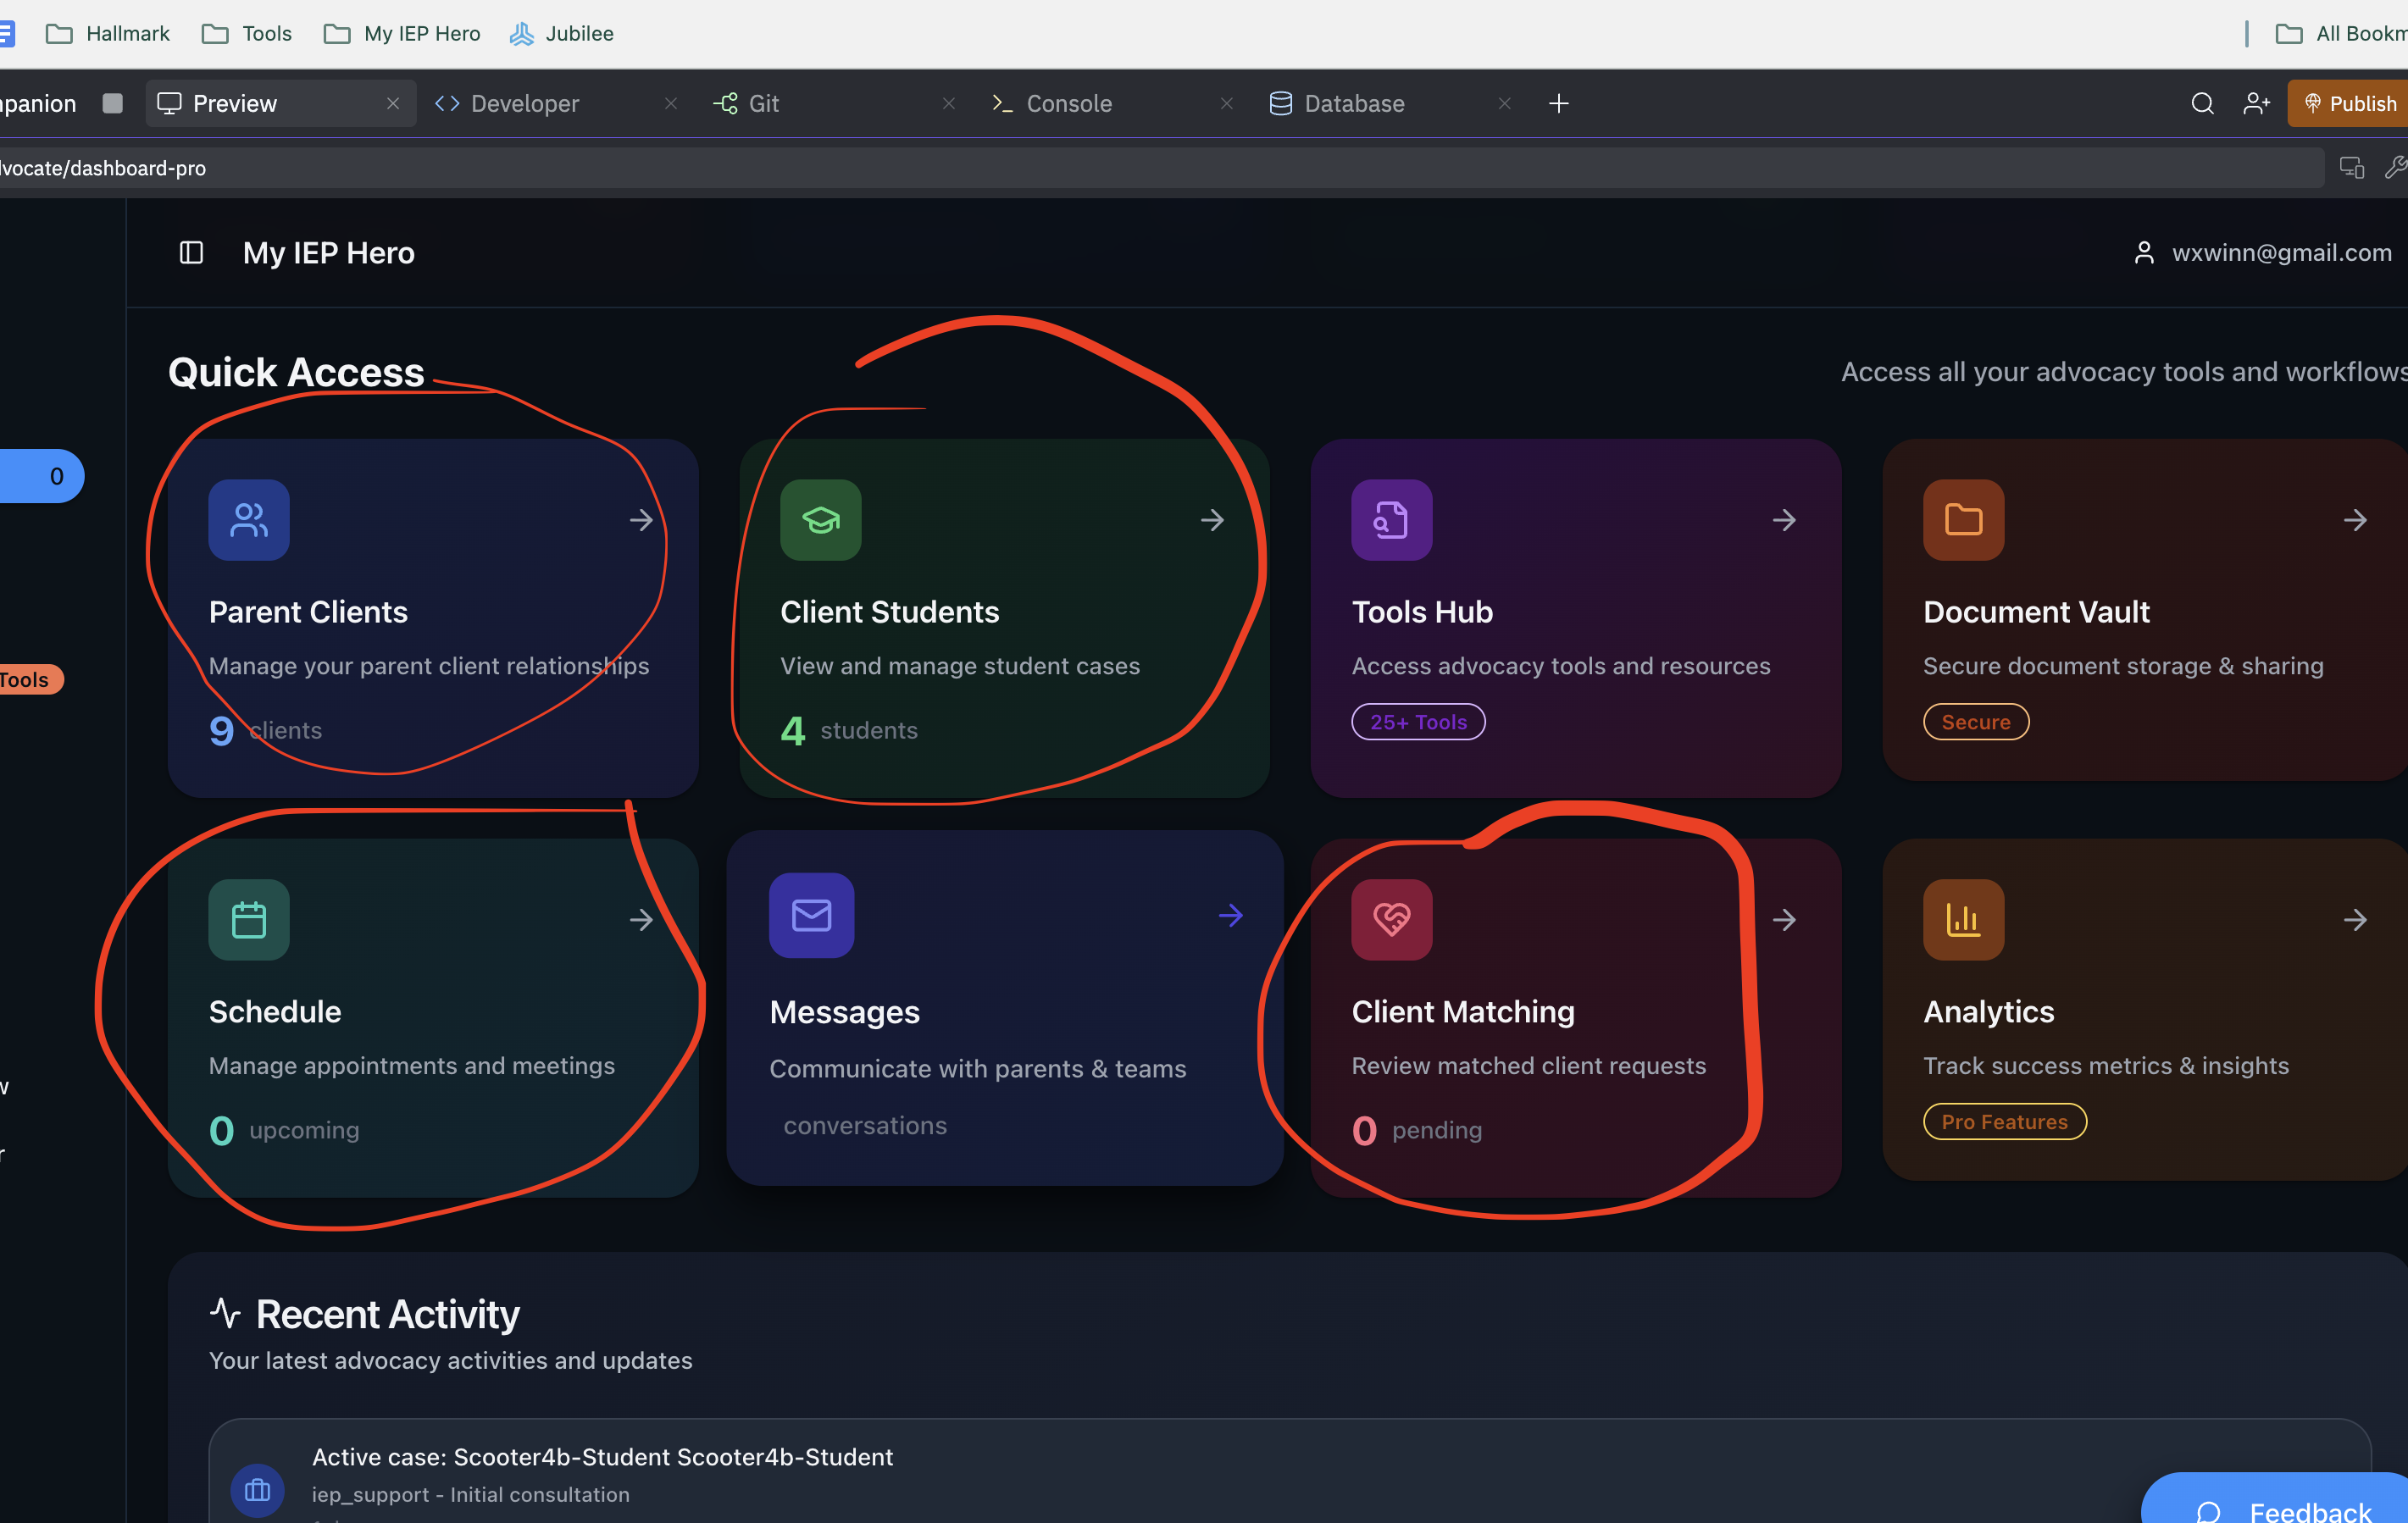 Hallmark Tools My IEP Hero Jubilee All Bookm
npanion Preview Developer Git Console Database Publish
dvocate/dashboard-pro
My IEP Hero wxwinn@gmail.com
Quick Access Access all your advocacy tools and workflows
0
Parent Clients
Manage your parent client relationships
9 clients
Client Students
View and manage student cases
4 students
Tools Hub
Access advocacy tools and resources
25+ Tools
Document Vault
Secure document storage & sharing
Secure
Tools
Schedule
Manage appointments and meetings
0 upcoming
Messages
Communicate with parents & teams
conversations
Client Matching
Review matched client requests
0 pending
Analytics
Track success metrics & insights
Pro Features
Recent Activity
Your latest advocacy activities and updates
Active case: Scooter4b-Student Scooter4b-Student
iep_support - Initial consultation
Feedback